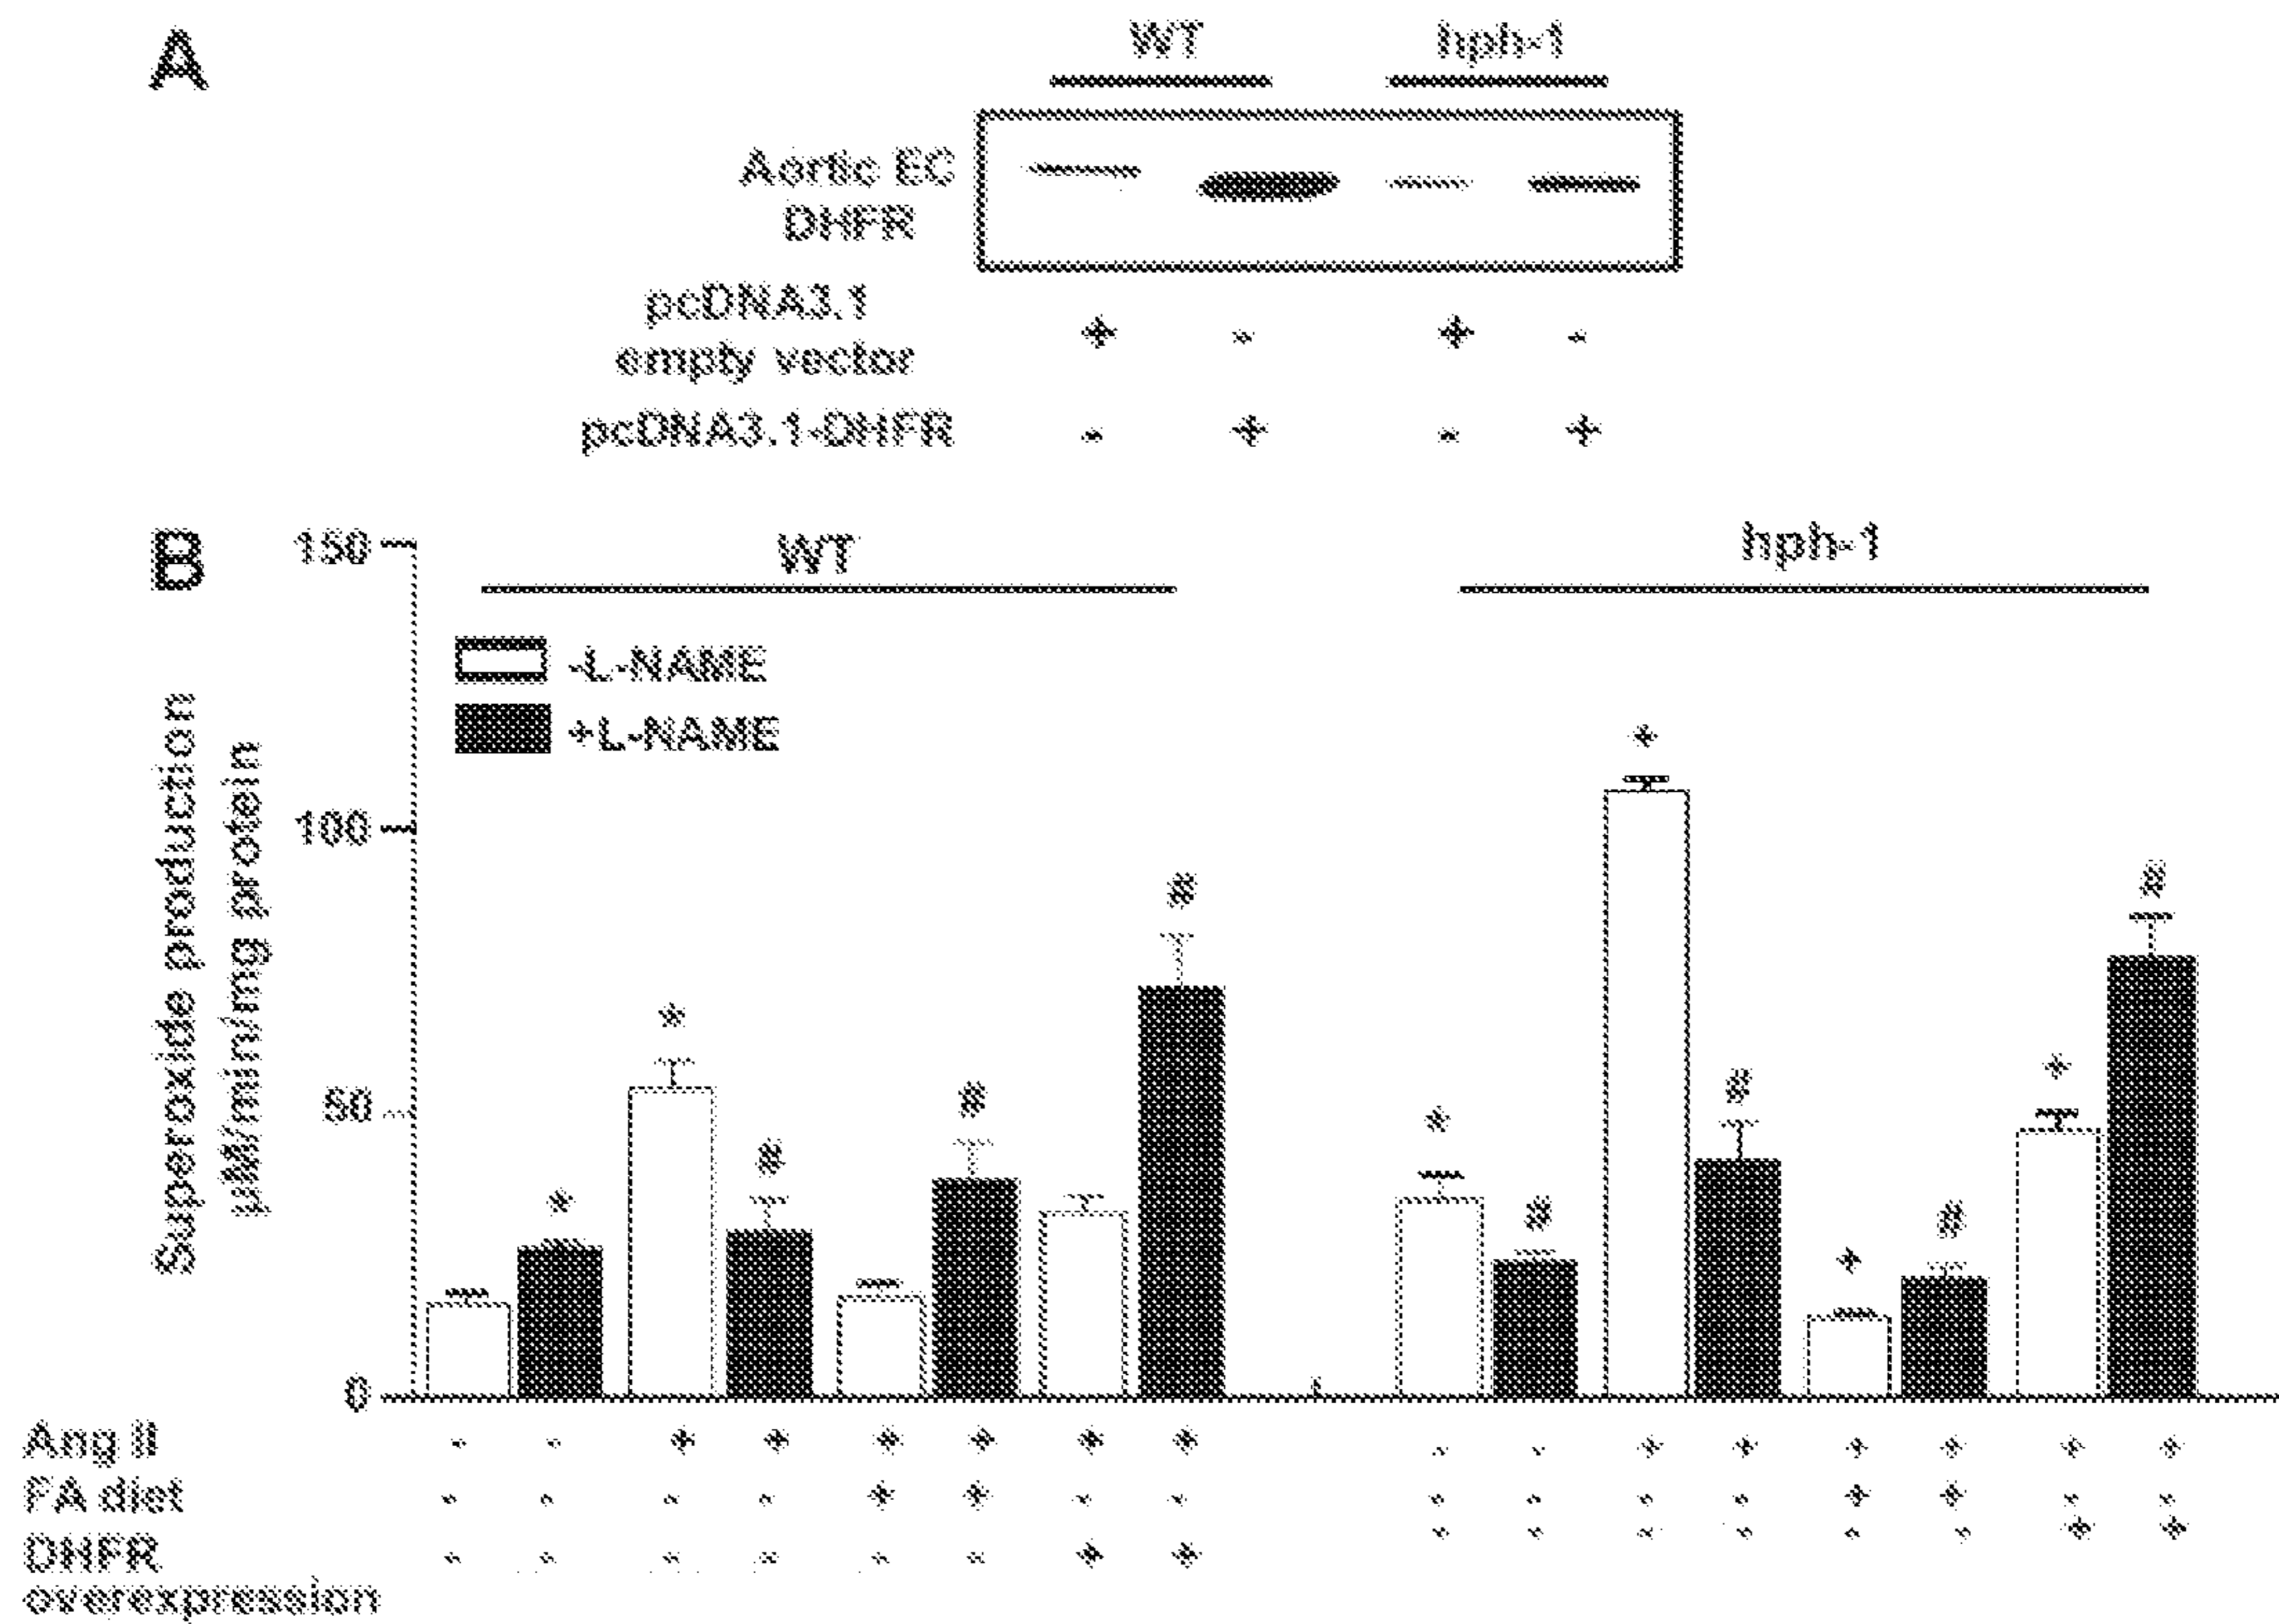 A
WT hph-1
Aortic EC
DHFR
pcDNA3.1
empty vector
+ - + -
pcDNA3.1-DHFR - + - +
B
WT hph-1
-L-NAME
+L-NAME
Superoxide production
µM/min/mg protein
150
100
50
0
* * # # # * # * # * # * #
Ang II - - + + + + + + - - + + + + + +
FA diet - - - - + + - - - - - - + + - -
DHFR
overexpression
- - - - - - + + - - - - - - + +